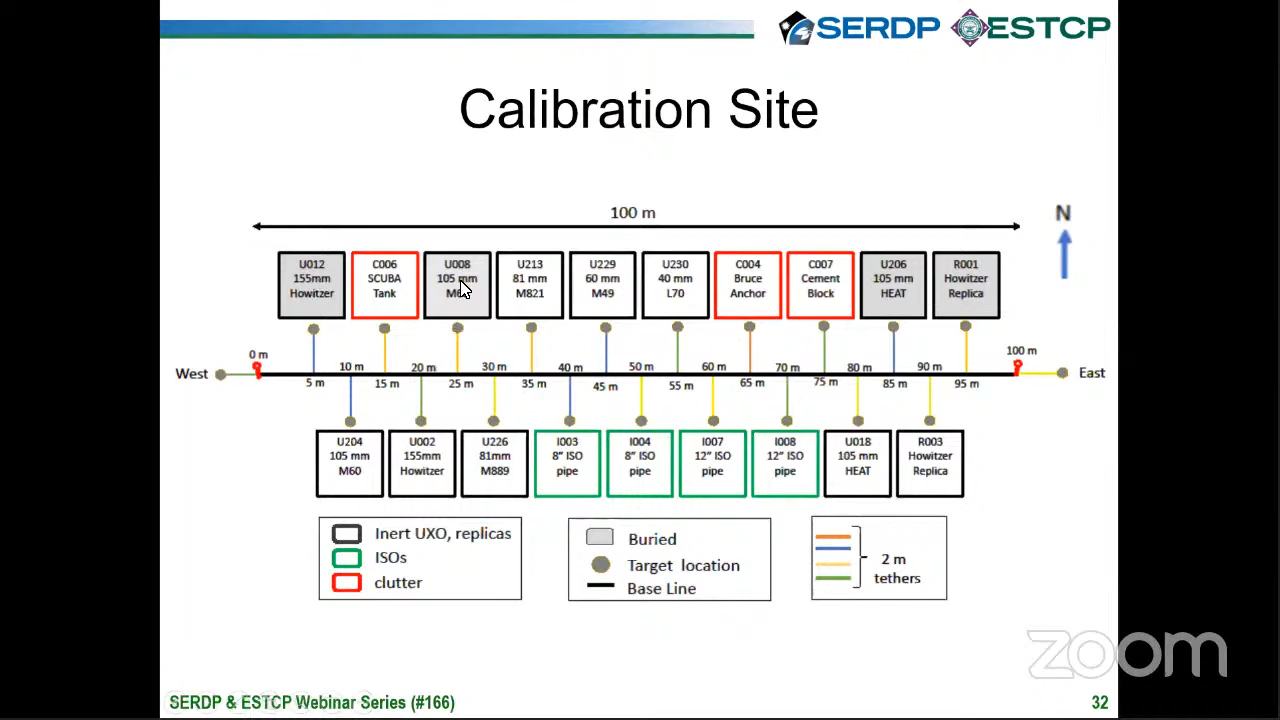 SERDP ESTCP
Calibration Site
100 m
N
U012
155mm
Howitzer
C006
SCUBA
Tank
U008
105 mm
U213
81 mm
M821
U229
60 mm
M49
U230
40 mm
L70
C004
Bruce
Anchor
C007
Cement
Block
U206
105 mm
HEAT
R001
Howitzer
Replica
0 m
100 m
West
East
10 m
20 m
30 m
40 m
50 m
60 m
70 m
80 m
90 m
5 m
15 m
25 m
35 m
45 m
55 m
65 m
75 m
85 m
95 m
U204
105 mm
M60
U002
155mm
Howitzer
U226
81mm
M889
I003
8” ISO
pipe
I004
8” ISO
pipe
I007
12” ISO
pipe
I008
12” ISO
pipe
U018
105 mm
HEAT
R003
Howitzer
Replica
Inert UXO, replicas
ISOs
clutter
Buried
Target location
Base Line
2 m
tethers
zoom
SERDP & ESTCP Webinar Series (#166)
32